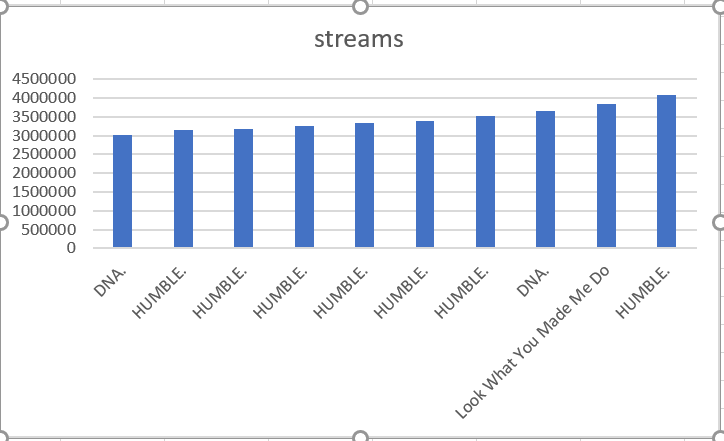 streams
4500000
4000000
3500000
3000000
2500000
2000000
1500000
1000000
500000
0
DNA.
HUMBLE.
HUMBLE.
HUMBLE.
HUMBLE.
HUMBLE.
HUMBLE.
DNA.
Look What You Made Me Do
HUMBLE.